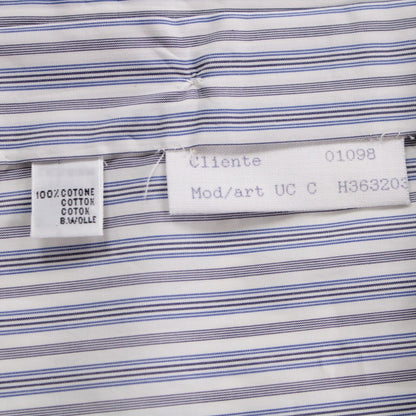 Cliente 01098
Mod/art UC C H363203
100% COTONE
COTTON
COTON
B.WOLLE